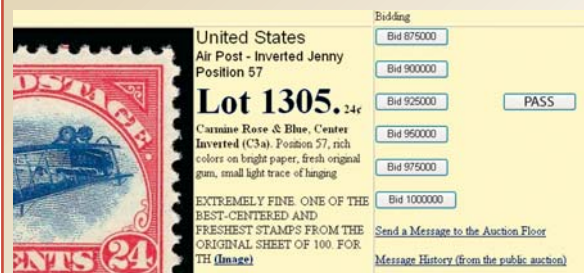 POSTAGE
CENTS 24
United States
Air Post - Inverted Jenny
Position 57
Lot 1305. 24c
Carmine Rose & Blue, Center
Inverted (C3a). Position 57, rich
colors on bright paper, fresh original
gum, small light trace of hinging
EXTREMELY FINE. ONE OF THE
BEST-CENTERED AND
FRESHEST STAMPS FROM THE
ORIGINAL SHEET OF 100. FOR
TH (Image)
Bidding
Bid 875000
Bid 900000
Bid 925000
PASS
Bid 950000
Bid 975000
Bid 1000000
Send a Message to the Auction Floor
Message History (from the public auction)